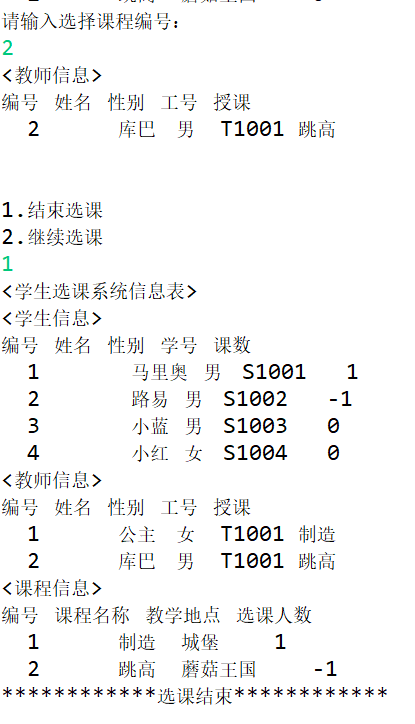 请输入选择课程编号:
2
<教师信息>
编号 姓名 性别 工号 授课
2 库巴 男 T1001 跳高
1.结束选课
2.继续选课
1
<学生选课系统信息表>
<学生信息>
编号 姓名 性别 学号 课数
1 马里奥 男 S1001 1
2 路易 男 S1002 -1
3 小蓝 男 S1003 0
4 小红 女 S1004 0
<教师信息>
编号 姓名 性别 工号 授课
1 公主 女 T1001 制造
2 库巴 男 T1001 跳高
<课程信息>
编号 课程名称 教学地点 选课人数
1 制造 城堡 1
2 跳高 蘑菇王国 -1
************选课结束************